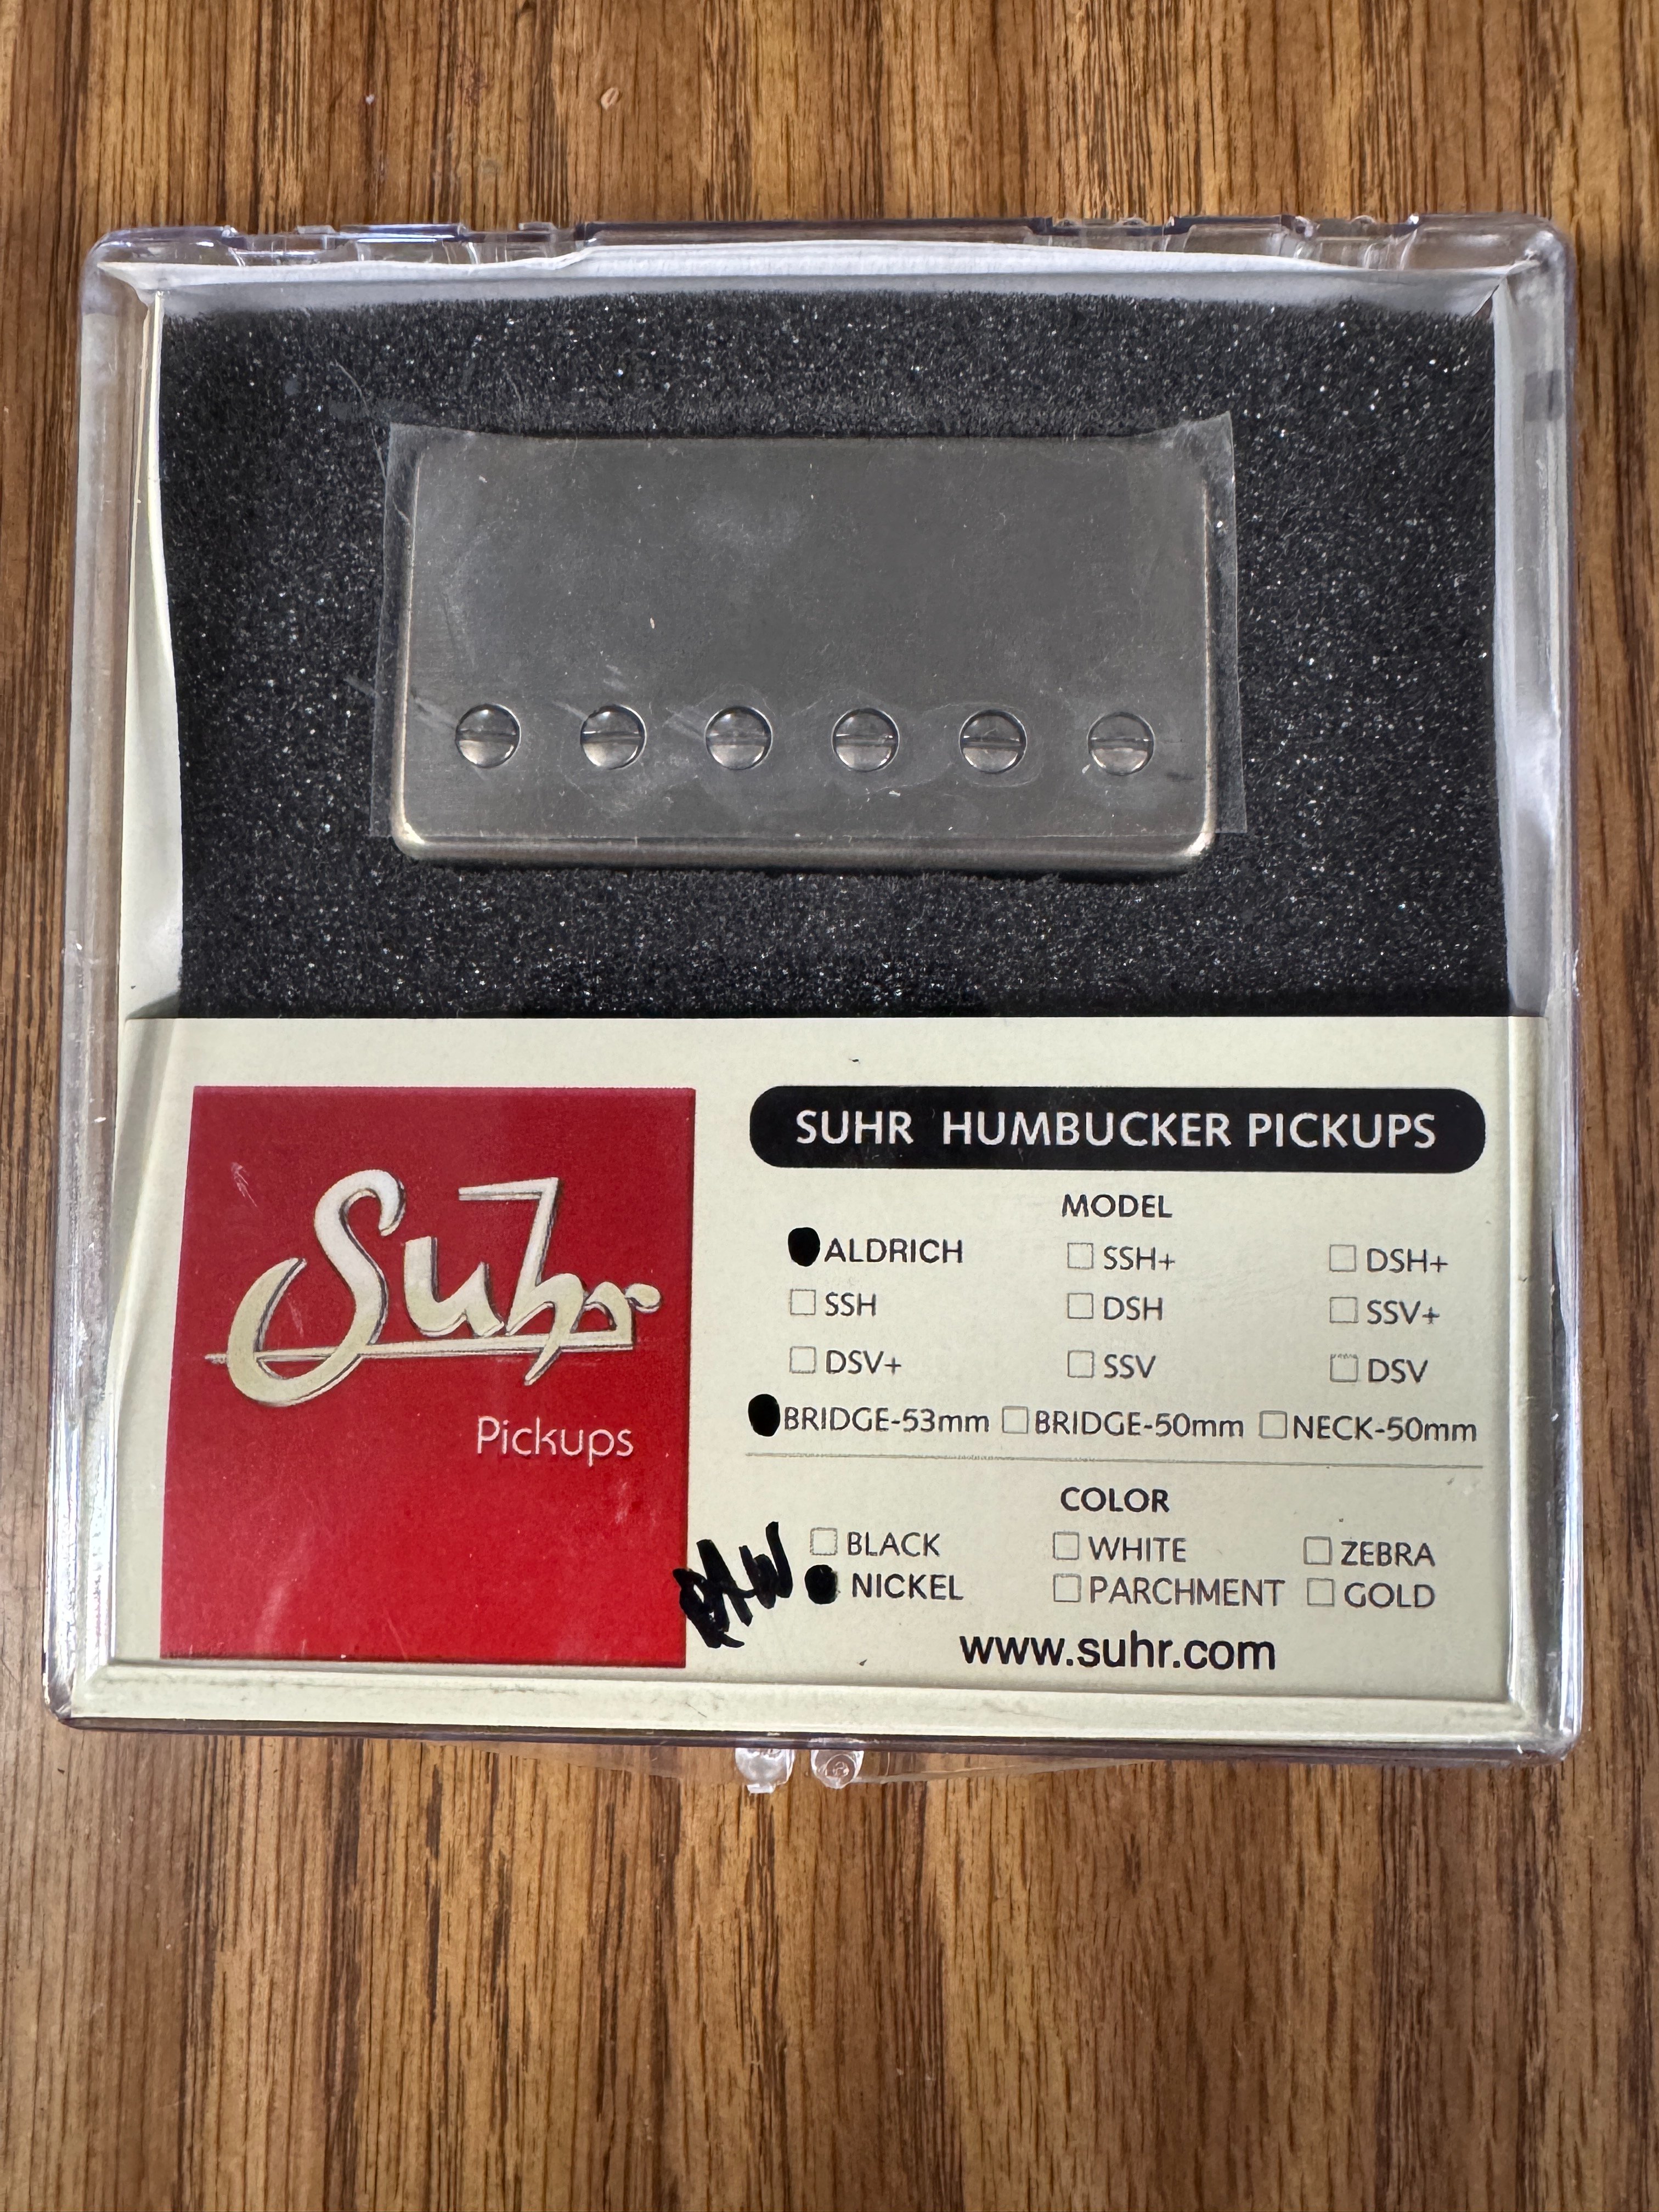 Suhr
Pickups
SUHR HUMBUCKER PICKUPS
MODEL
ALDRICH SSH+ DSH+
SSH DSH SSV+
DSV+ SSV DSV
BRIDGE-53mm BRIDGE-50mm NECK-50mm
COLOR
BLACK WHITE ZEBRA
RAW NICKEL PARCHMENT GOLD
www.suhr.com